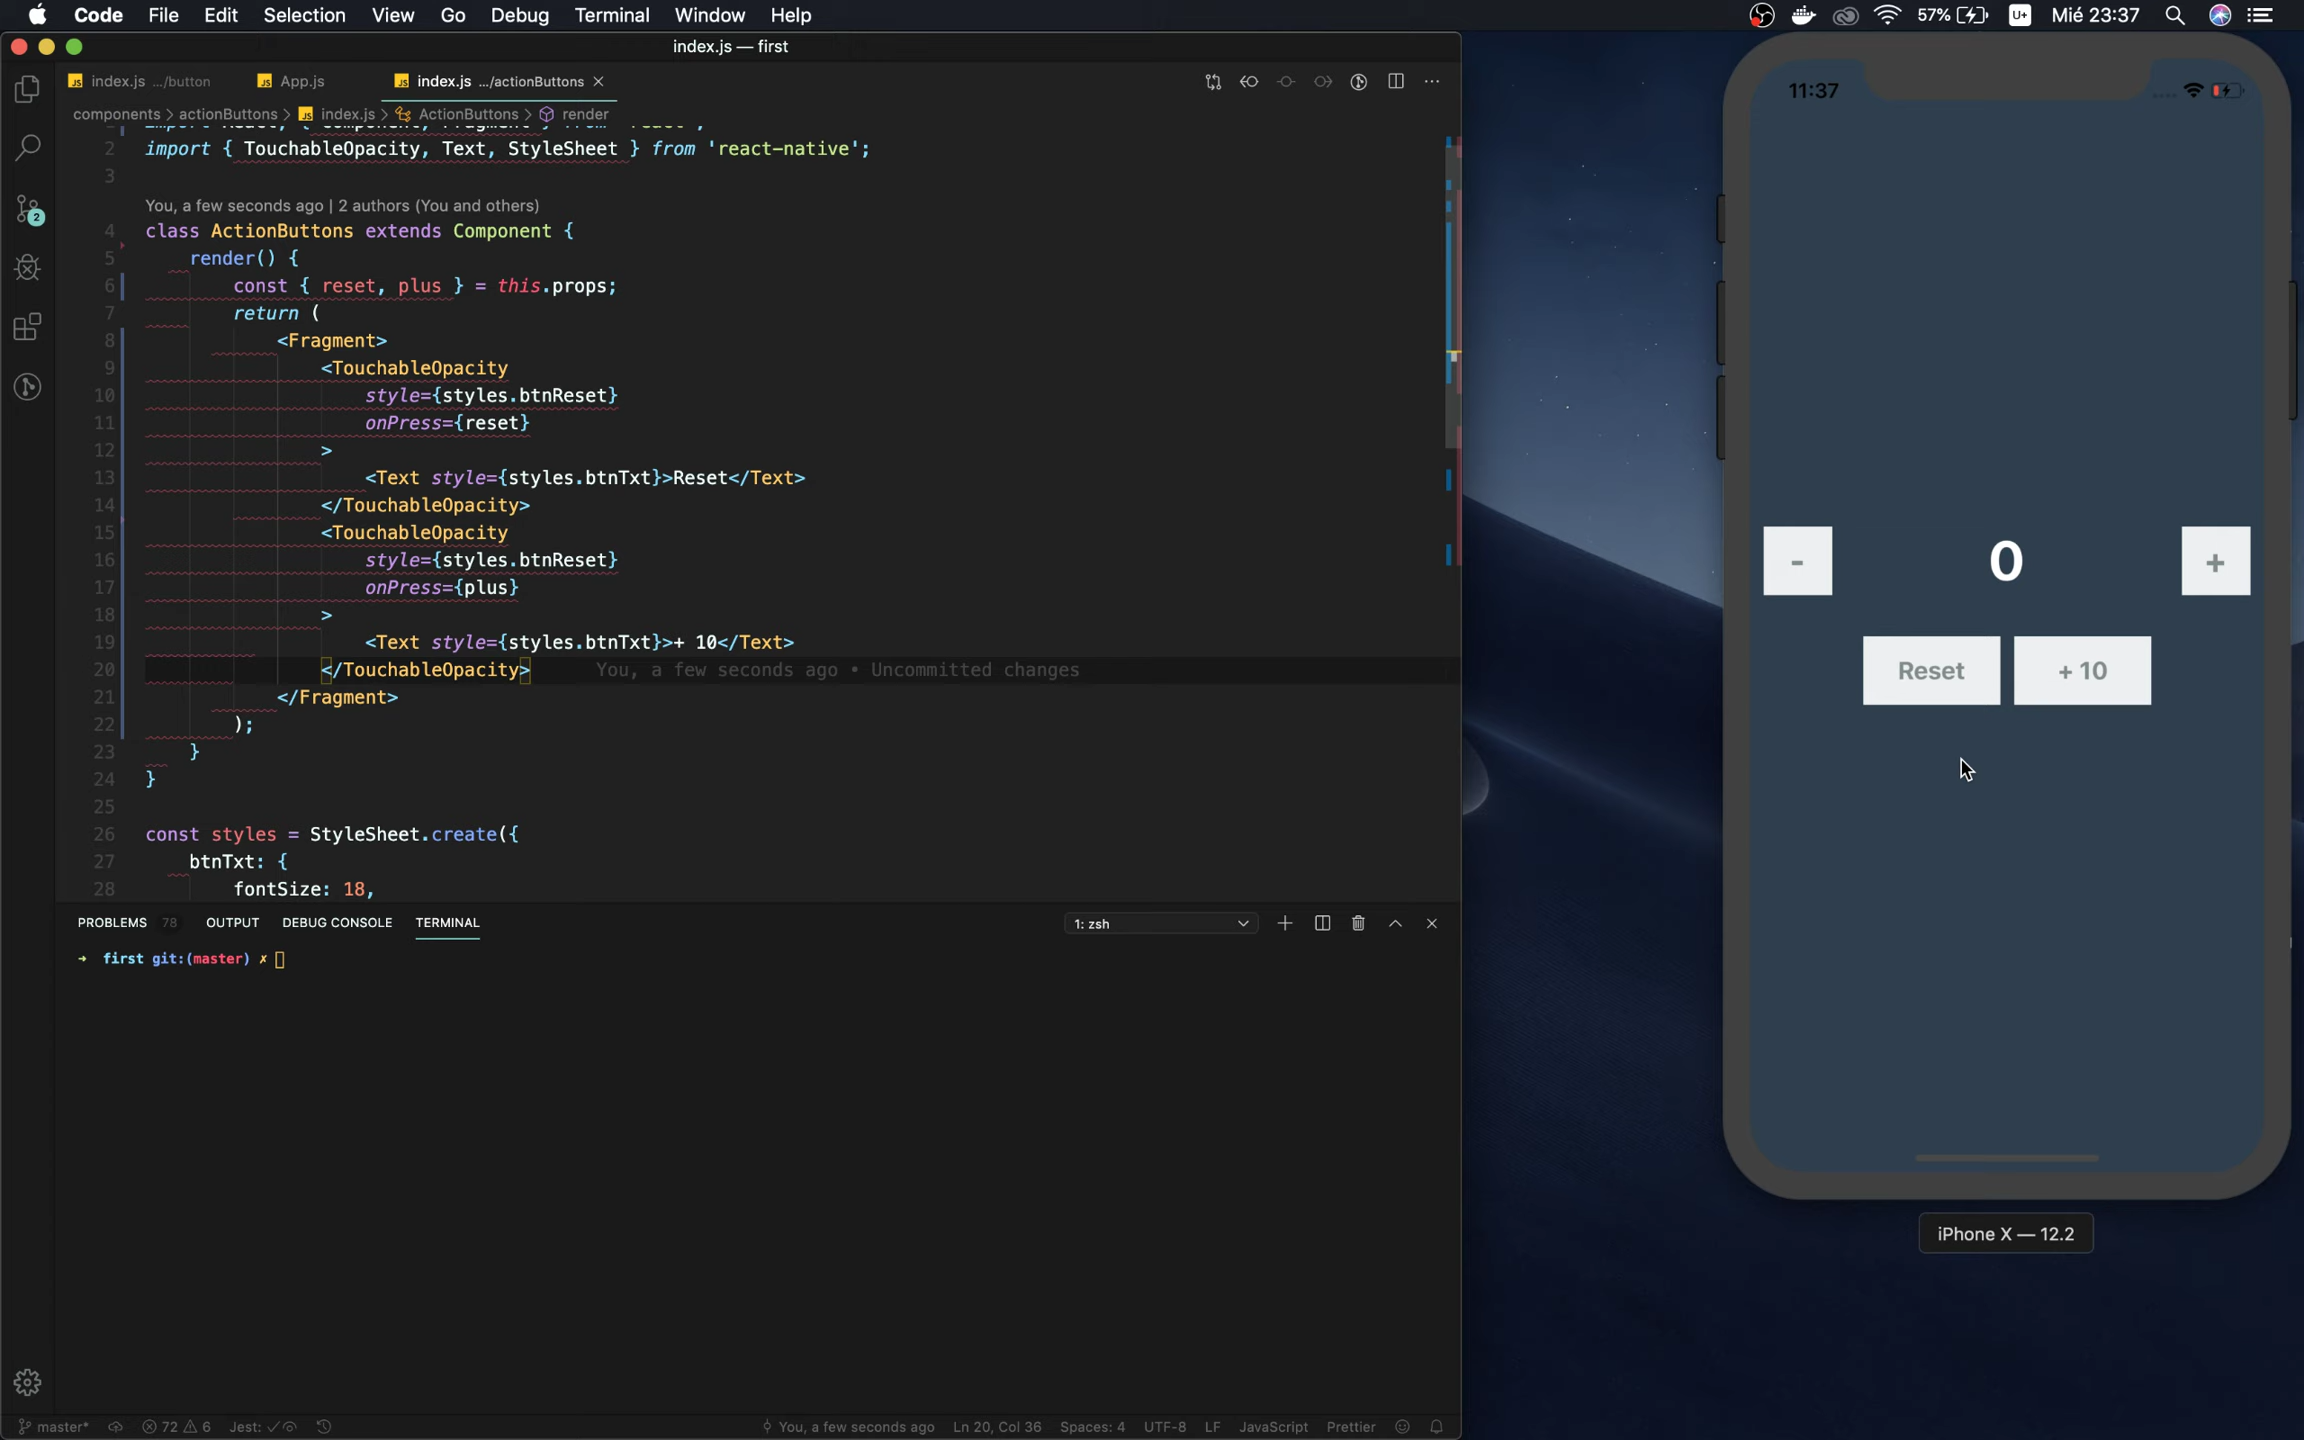 Code File Edit Selection View Go Debug Terminal Window Help
57% U+ Mié 23:37
index.js — first
JS index.js .../button
JS App.js
JS index.js .../actionButtons
components > actionButtons > JS index.js > ActionButtons > render
2 import { TouchableOpacity, Text, StyleSheet } from 'react-native';
3
You, a few seconds ago | 2 authors (You and others)
4 class ActionButtons extends Component {
5 render() {
6 const { reset, plus } = this.props;
7 return (
8 <Fragment>
9 <TouchableOpacity
10 style={styles.btnReset}
11 onPress={reset}
12 >
13 <Text style={styles.btnTxt}>Reset</Text>
14 </TouchableOpacity>
15 <TouchableOpacity
16 style={styles.btnReset}
17 onPress={plus}
18 >
19 <Text style={styles.btnTxt}>+ 10</Text>
20 </TouchableOpacity> You, a few seconds ago • Uncommitted changes
21 </Fragment>
22 );
23 }
24 }
25
26 const styles = StyleSheet.create({
27 btnTxt: {
28 fontSize: 18,
2
PROBLEMS 78 OUTPUT DEBUG CONSOLE TERMINAL
1: zsh
→ first git:(master) ✗
master* 72 6 Jest: ✓
You, a few seconds ago Ln 20, Col 36 Spaces: 4 UTF-8 LF JavaScript Prettier
11:37
- 0 +
Reset + 10
iPhone X — 12.2